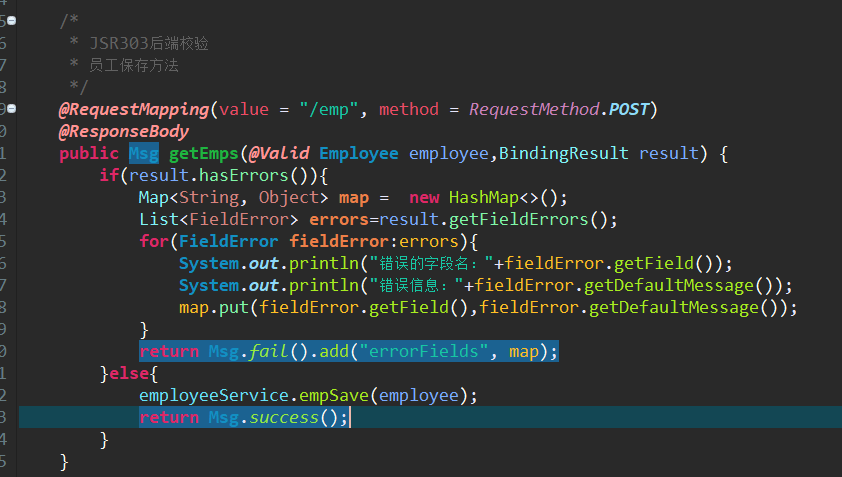 5 /*
6 * JSR303后端校验
7 * 员工保存方法
8 */
9 @RequestMapping(value = "/emp", method = RequestMethod.POST)
0 @ResponseBody
1 public Msg getEmps(@Valid Employee employee,BindingResult result) {
2 if(result.hasErrors()){
3 Map<String, Object> map =  new HashMap<>();
4 List<FieldError> errors=result.getFieldErrors();
5 for(FieldError fieldError:errors){
6 System.out.println("错误的字段名："+fieldError.getField());
7 System.out.println("错误信息："+fieldError.getDefaultMessage());
8 map.put(fieldError.getField(),fieldError.getDefaultMessage());
9 }
0 return Msg.fail().add("errorFields", map);
1 }else{
2 employeeService.empSave(employee);
3 return Msg.success();
4 }
5 }